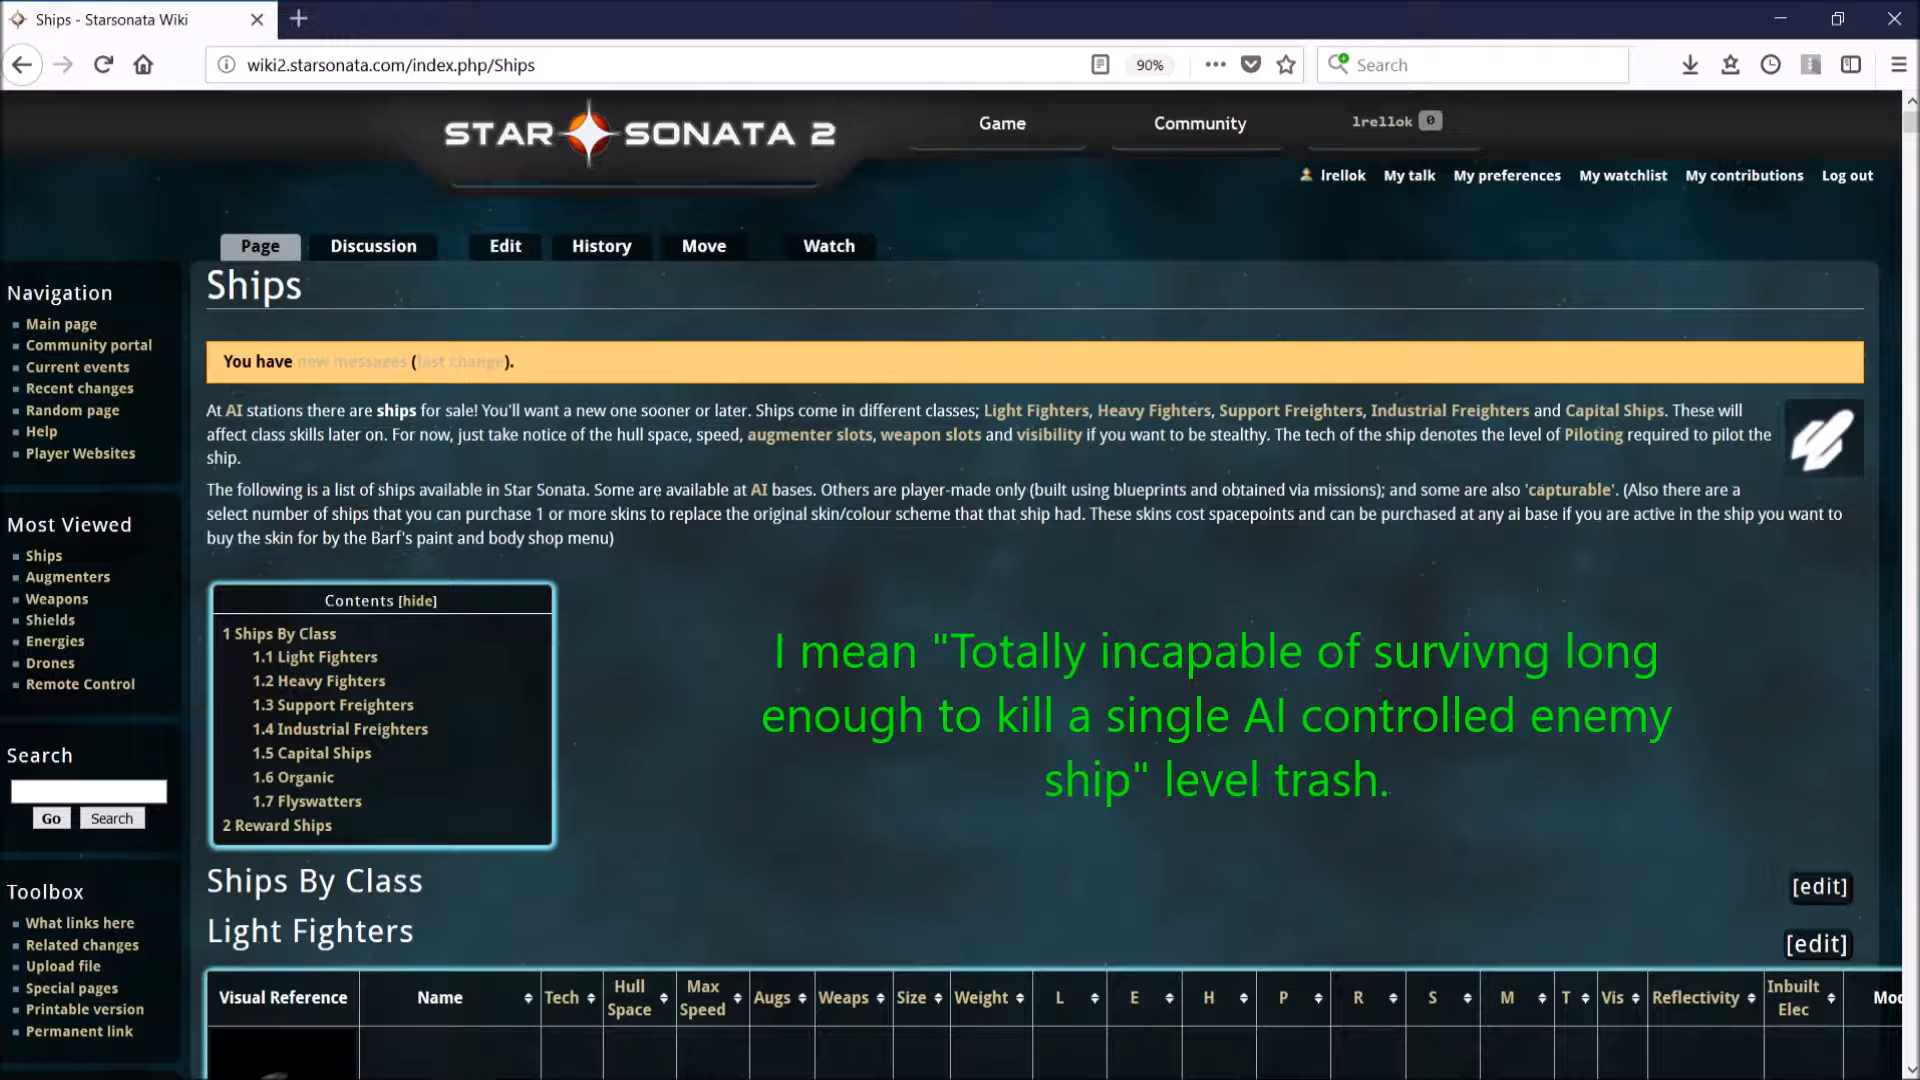 Ships - Starsonata Wiki
wiki2.starsonata.com/index.php/Ships
90%
Search
STAR SONATA 2
Game
Community
lrellok 0
lrellok My talk My preferences My watchlist My contributions Log out
Page Discussion Edit History Move Watch
Ships
You have new messages (last change).
At AI stations there are ships for sale! You'll want a new one sooner or later. Ships come in different classes; Light Fighters, Heavy Fighters, Support Freighters, Industrial Freighters and Capital Ships. These will
affect class skills later on. For now, just take notice of the hull space, speed, augmenter slots, weapon slots and visibility if you want to be stealthy. The tech of the ship denotes the level of Piloting required to pilot the
ship.
The following is a list of ships available in Star Sonata. Some are available at AI bases. Others are player-made only (built using blueprints and obtained via missions); and some are also 'capturable'. (Also there are a
select number of ships that you can purchase 1 or more skins to replace the original skin/colour scheme that that ship had. These skins cost spacepoints and can be purchased at any ai base if you are active in the ship you want to
buy the skin for by the Barf's paint and body shop menu)
Navigation
Main page
Community portal
Current events
Recent changes
Random page
Help
Player Websites
Most Viewed
Ships
Augmenters
Weapons
Shields
Energies
Drones
Remote Control
Search
Go Search
Toolbox
What links here
Related changes
Upload file
Special pages
Printable version
Permanent link
Contents [hide]
1 Ships By Class
1.1 Light Fighters
1.2 Heavy Fighters
1.3 Support Freighters
1.4 Industrial Freighters
1.5 Capital Ships
1.6 Organic
1.7 Flyswatters
2 Reward Ships
I mean "Totally incapable of survivng long
enough to kill a single AI controlled enemy
ship" level trash.
Ships By Class
[edit]
Light Fighters
[edit]
Visual Reference Name Tech Hull Space Max Speed Augs Weaps Size Weight L E H P R S M T Vis Reflectivity Inbuilt Elec